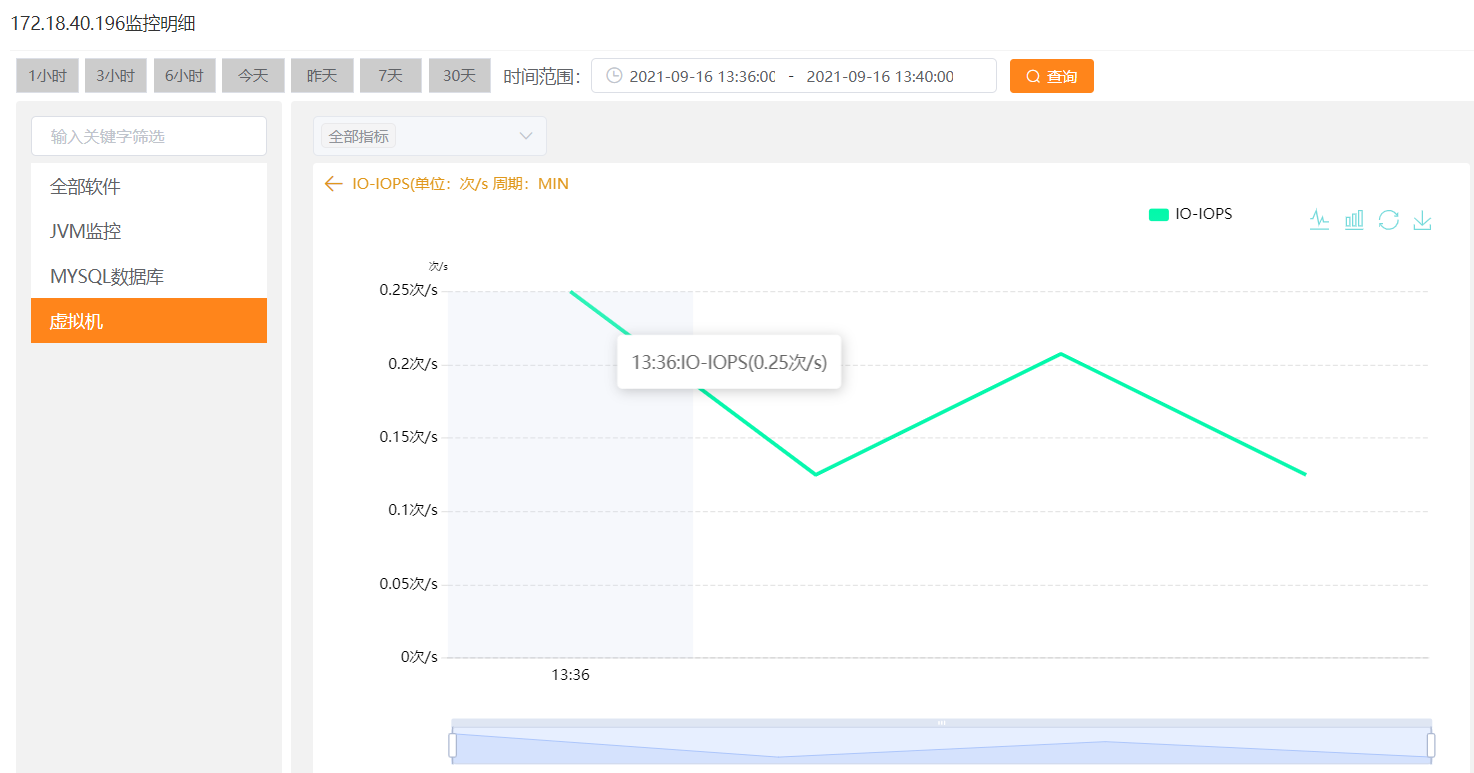 172.18.40.196监控明细
1小时 3小时 6小时 今天 昨天 7天 30天 时间范围： 2021-09-16 13:36:00 - 2021-09-16 13:40:00 查询
输入关键字筛选
全部软件
JVM监控
MYSQL数据库
虚拟机
全部指标
IO-IOPS(单位：次/s 周期：MIN
IO-IOPS
次/s
0.25次/s
0.2次/s
0.15次/s
0.1次/s
0.05次/s
0次/s
13:36:IO-IOPS(0.25次/s)
13:36